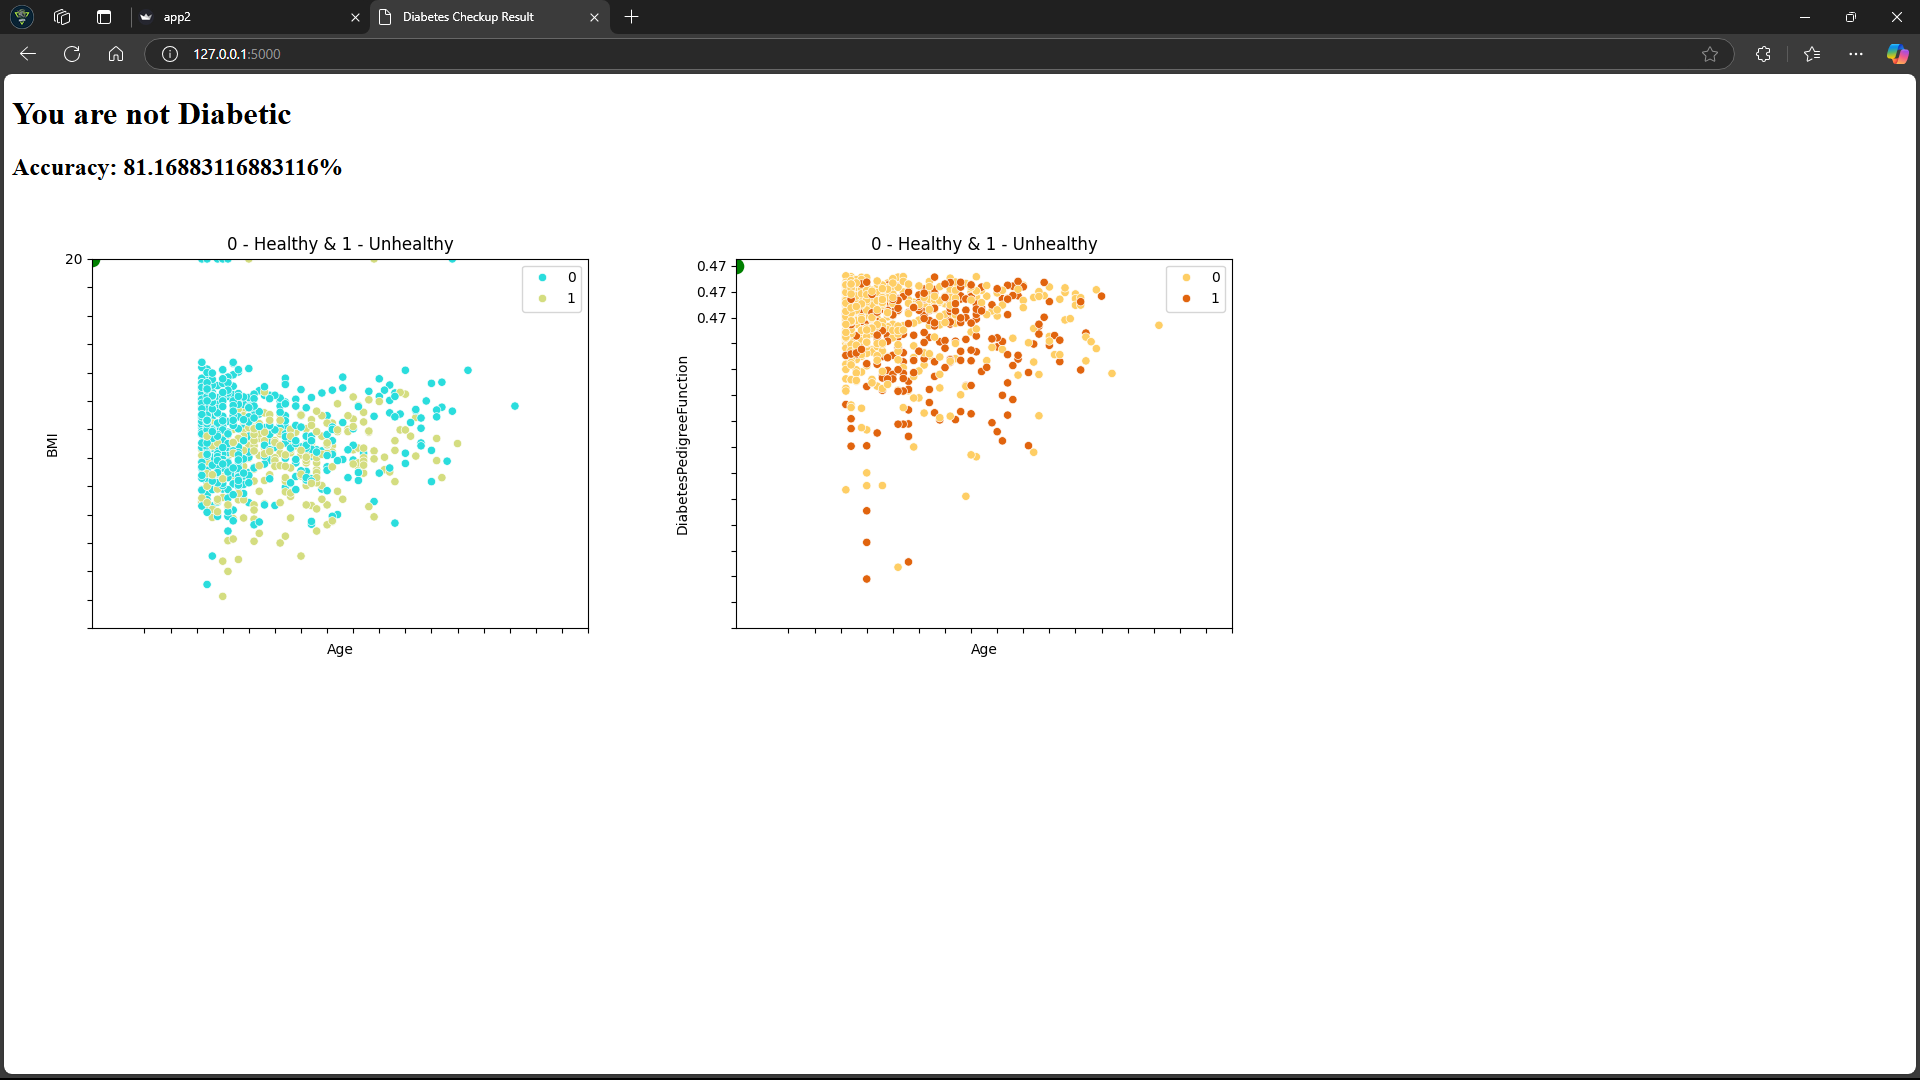 app2
Diabetes Checkup Result
127.0.0.1:5000
You are not Diabetic
Accuracy: 81.16883116883116%
0 - Healthy & 1 - Unhealthy
20
0
1
BMI
Age
0 - Healthy & 1 - Unhealthy
0.47
0.47
0.47
0
1
DiabetesPedigreeFunction
Age